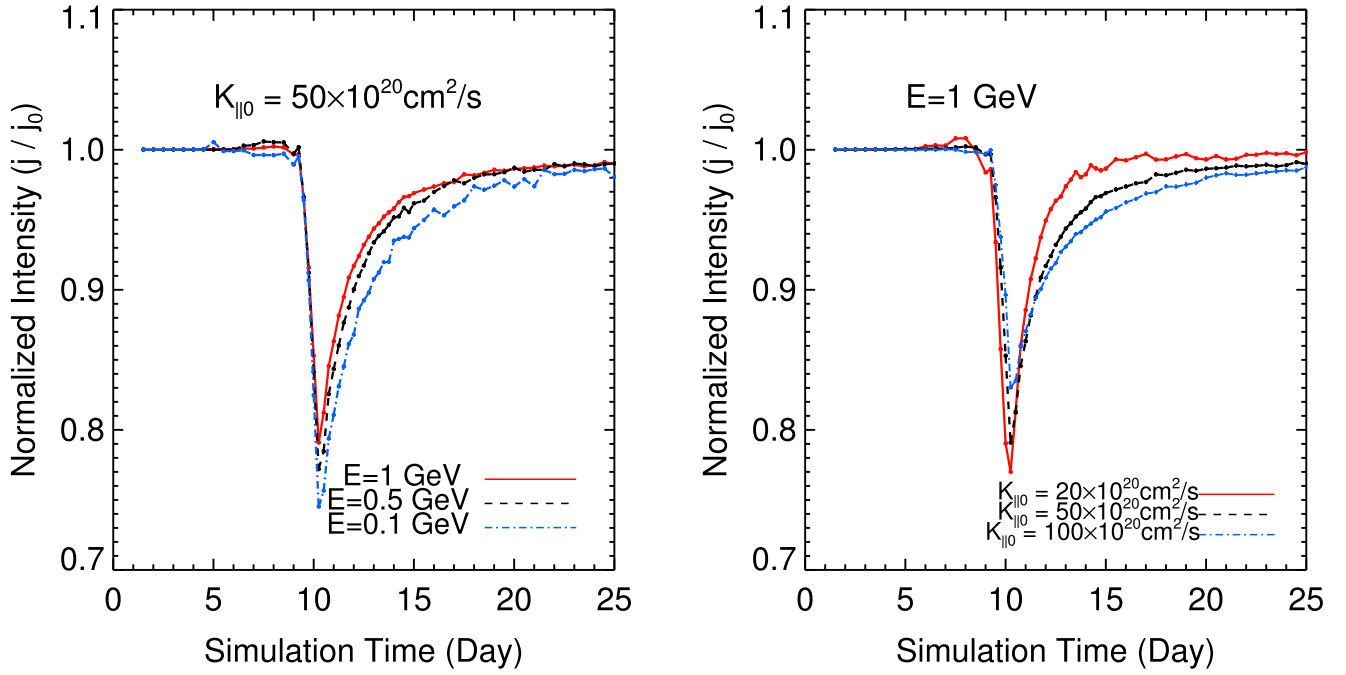 1.1
1.0
0.9
0.8
0.7
0
5
10
15
20
25
Normalized Intensity (j / j₀)
Simulation Time (Day)
K∥0 = 50×10²⁰cm²/s
E=1 GeV
E=0.5 GeV
E=0.1 GeV
1.1
1.0
0.9
0.8
0.7
0
5
10
15
20
25
Normalized Intensity (j / j₀)
Simulation Time (Day)
E=1 GeV
K∥0 = 20×10²⁰cm²/s
K∥0 = 50×10²⁰cm²/s
K∥0 = 100×10²⁰cm²/s